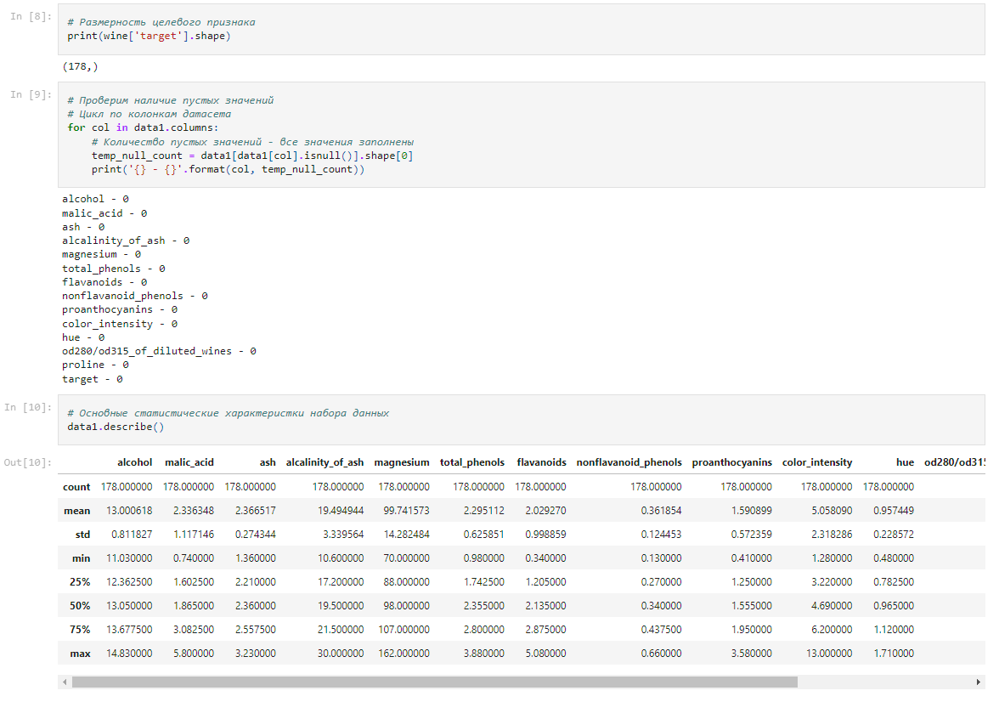 In [8]:
# Размерность целевого признака
print(wine['target'].shape)
(178,)
In [9]:
# Проверим наличие пустых значений
# Цикл по колонкам датасета
for col in data1.columns:
    # Количество пустых значений - все значения заполнены
    temp_null_count = data1[data1[col].isnull()].shape[0]
    print('{} - {}'.format(col, temp_null_count))
alcohol - 0
malic_acid - 0
ash - 0
alcalinity_of_ash - 0
magnesium - 0
total_phenols - 0
flavanoids - 0
nonflavanoid_phenols - 0
proanthocyanins - 0
color_intensity - 0
hue - 0
od280/od315_of_diluted_wines - 0
proline - 0
target - 0
In [10]:
# Основные статистические характеристки набора данных
data1.describe()
Out[10]:
alcohol malic_acid ash alcalinity_of_ash magnesium total_phenols flavanoids nonflavanoid_phenols proanthocyanins color_intensity hue od280/od315
count 178.000000 178.000000 178.000000 178.000000 178.000000 178.000000 178.000000 178.000000 178.000000 178.000000 178.000000
mean 13.000618 2.336348 2.366517 19.494944 99.741573 2.295112 2.029270 0.361854 1.590899 5.058090 0.957449
std 0.811827 1.117146 0.274344 3.339564 14.282484 0.625851 0.998859 0.124453 0.572359 2.318286 0.228572
min 11.030000 0.740000 1.360000 10.600000 70.000000 0.980000 0.340000 0.130000 0.410000 1.280000 0.480000
25% 12.362500 1.602500 2.210000 17.200000 88.000000 1.742500 1.205000 0.270000 1.250000 3.220000 0.782500
50% 13.050000 1.865000 2.360000 19.500000 98.000000 2.355000 2.135000 0.340000 1.555000 4.690000 0.965000
75% 13.677500 3.082500 2.557500 21.500000 107.000000 2.800000 2.875000 0.437500 1.950000 6.200000 1.120000
max 14.830000 5.800000 3.230000 30.000000 162.000000 3.880000 5.080000 0.660000 3.580000 13.000000 1.710000